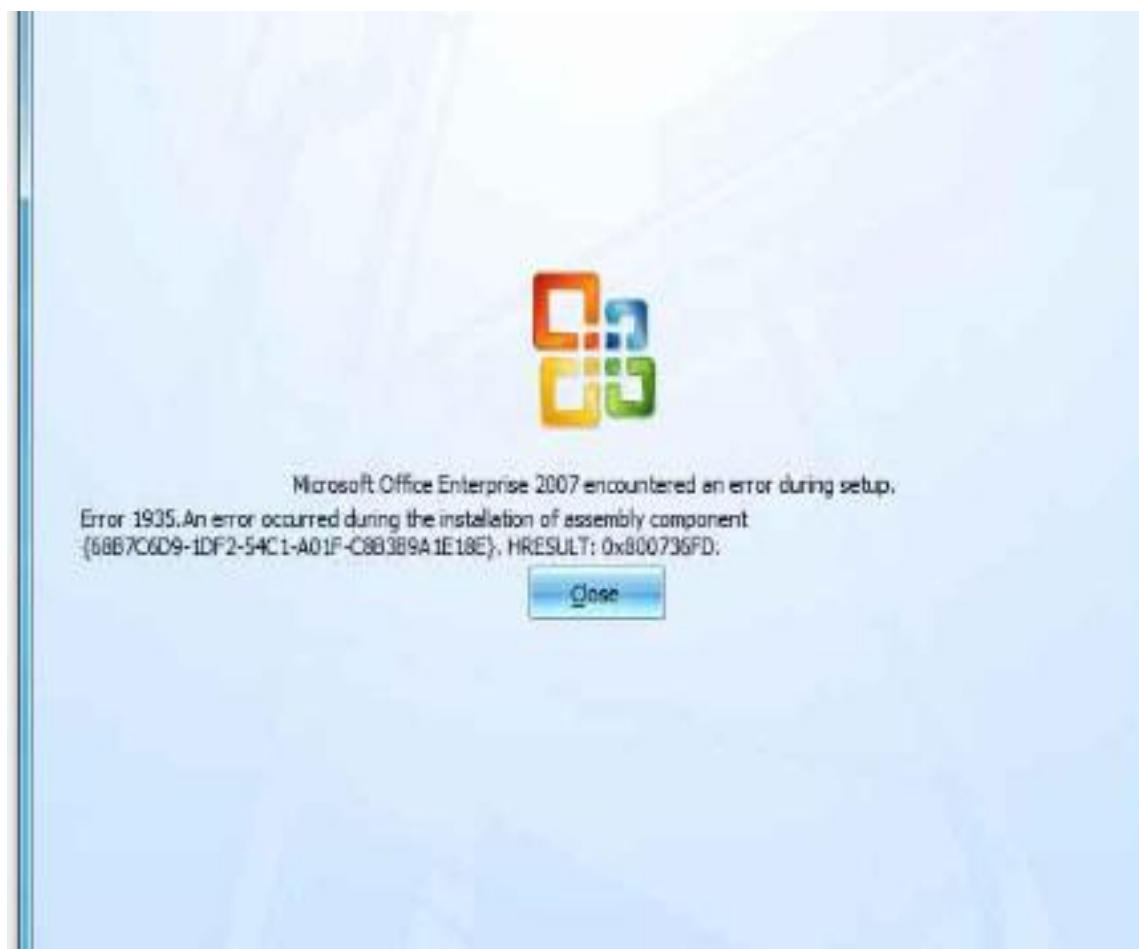 Microsoft Office Enterprise 2007 encountered an error during setup.
Error 1935.An error occurred during the installation of assembly component
{68B7C6D9-1DF2-54C1-A01F-C8B3B9A1E18E}. HRESULT: 0x800736FD.
Close